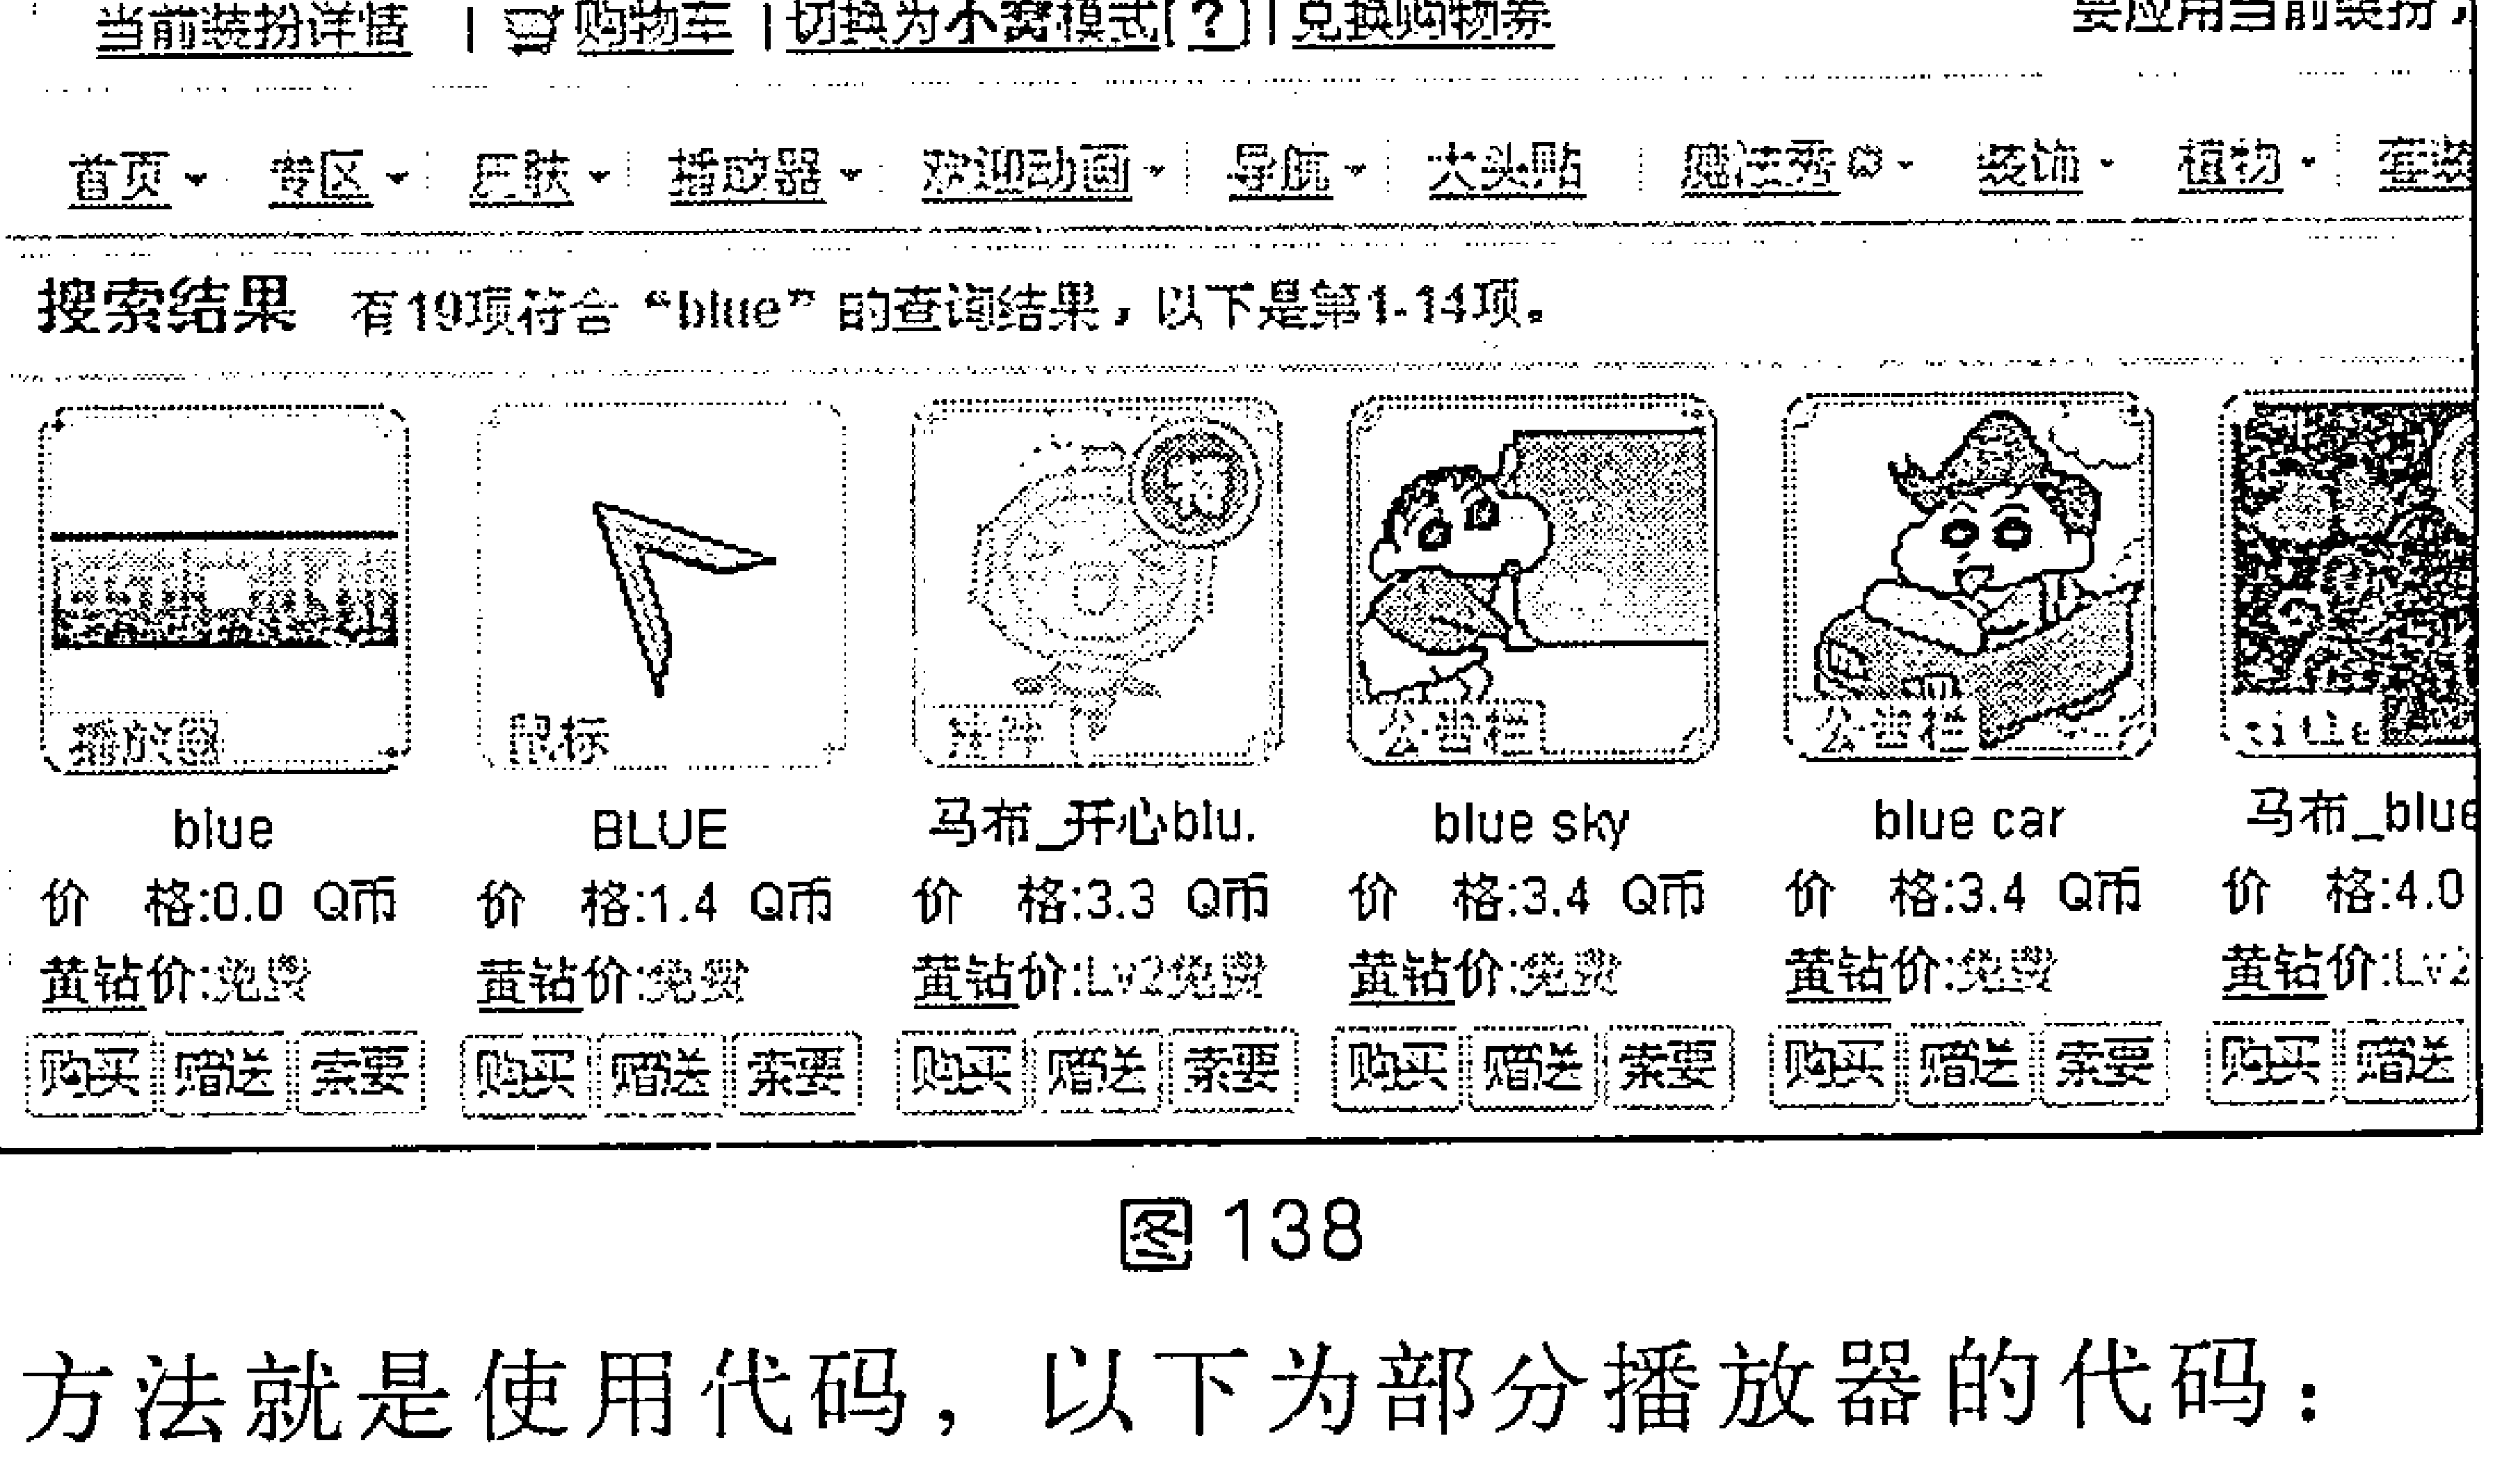 当前装扮详情 | 购物车 |切换为小窝模式[?]|兑换购物券 要应用当前装扮，
首页 专区 皮肤 播放器 欢迎动画 导航 大头贴 魔法秀 装饰 植物 套装
搜索结果 有19项符合“blue”的查询结果，以下是第1-14项。
播放器 鼠标 公告栏 公告栏 title
blue BLUE 马布_开心blu. blue sky blue car 马布_blue
价 格:0.0 Q币 价 格:1.4 Q币 价 格:3.3 Q币 价 格:3.4 Q币 价 格:3.4 Q币 价 格:4.0
黄钻价:免费 黄钻价:免费 黄钻价:Lv2免费 黄钻价:免费 黄钻价:免费 黄钻价:Lv2
购买 赠送 索要 购买 赠送 索要 购买 赠送 索要 购买 赠送 索要 购买 赠送 索要 购买 赠送
图 138
方法就是使用代码，以下为部分播放器的代码：